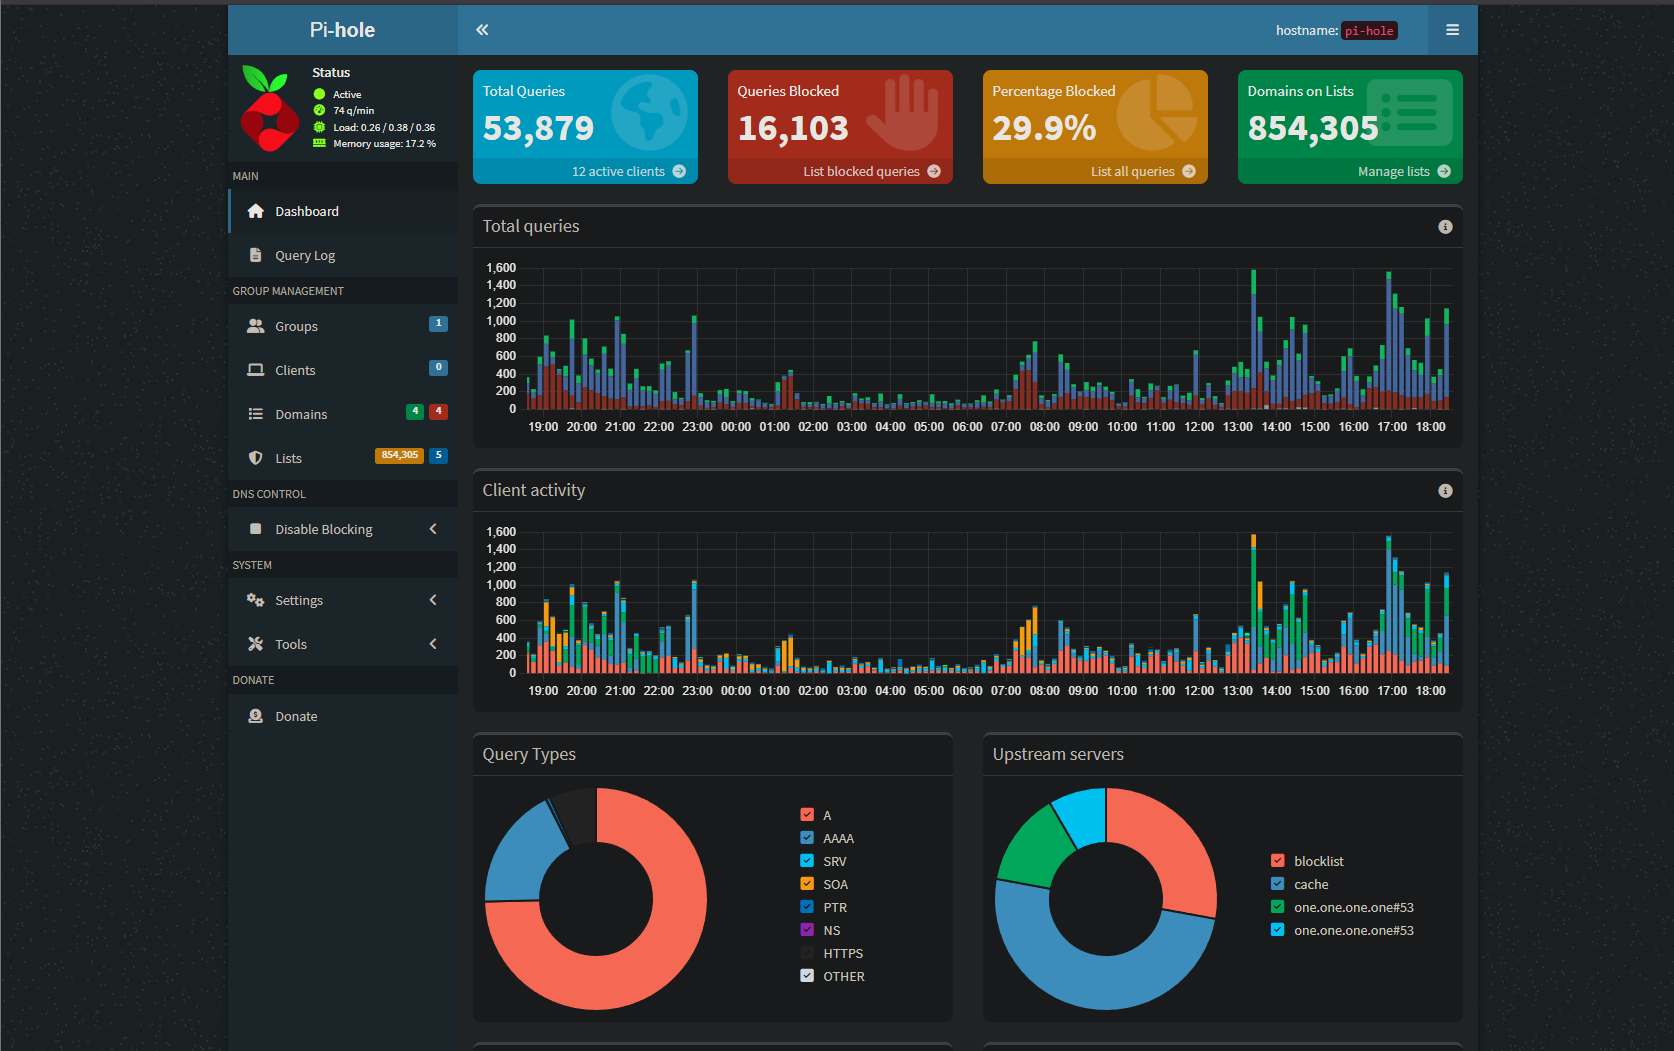 Pi-hole
hostname: pi-hole
Status
Active
74 q/min
Load: 0.26 / 0.38 / 0.36
Memory usage: 17.2 %
MAIN
Dashboard
Query Log
GROUP MANAGEMENT
Groups 1
Clients 0
Domains 4 4
Lists 854,305 5
DNS CONTROL
Disable Blocking
SYSTEM
Settings
Tools
DONATE
Donate
Total Queries
53,879
12 active clients
Queries Blocked
16,103
List blocked queries
Percentage Blocked
29.9%
List all queries
Domains on Lists
854,305
Manage lists
Total queries
1,600
1,400
1,200
1,000
800
600
400
200
0
19:00 20:00 21:00 22:00 23:00 00:00 01:00 02:00 03:00 04:00 05:00 06:00 07:00 08:00 09:00 10:00 11:00 12:00 13:00 14:00 15:00 16:00 17:00 18:00
Client activity
1,600
1,400
1,200
1,000
800
600
400
200
0
19:00 20:00 21:00 22:00 23:00 00:00 01:00 02:00 03:00 04:00 05:00 06:00 07:00 08:00 09:00 10:00 11:00 12:00 13:00 14:00 15:00 16:00 17:00 18:00
Query Types
A
AAAA
SRV
SOA
PTR
NS
HTTPS
OTHER
Upstream servers
blocklist
cache
one.one.one.one#53
one.one.one.one#53